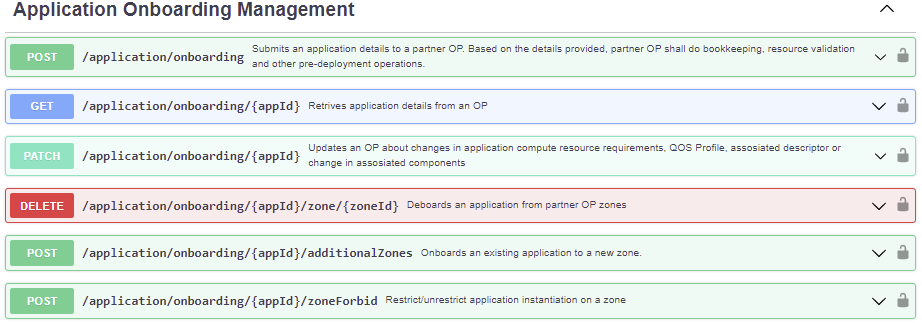 Application Onboarding Management
POST /application/onboarding Submits an application details to a partner OP. Based on the details provided, partner OP shall do bookkeeping, resource validation
and other pre-deployment operations.
GET /application/onboarding/{appId} Retrives application details from an OP
PATCH /application/onboarding/{appId} Updates an OP about changes in application compute resource requirements, QOS Profile, assosiated descriptor or
change in assosiated components
DELETE /application/onboarding/{appId}/zone/{zoneId} Deboards an application from partner OP zones
POST /application/onboarding/{appId}/additionalZones Onboards an existing application to a new zone.
POST /application/onboarding/{appId}/zoneForbid Restrict/unrestrict application instantiation on a zone